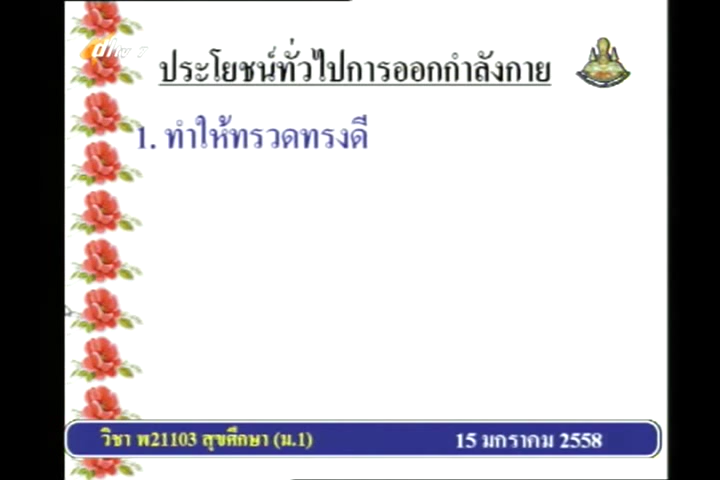 ประโยชน์ทั่วไปการออกกำลังกาย
1. ทำให้ทรวดทรงดี
วิชา พ21103 สุขศึกษา (ม.1)
15 มกราคม 2558